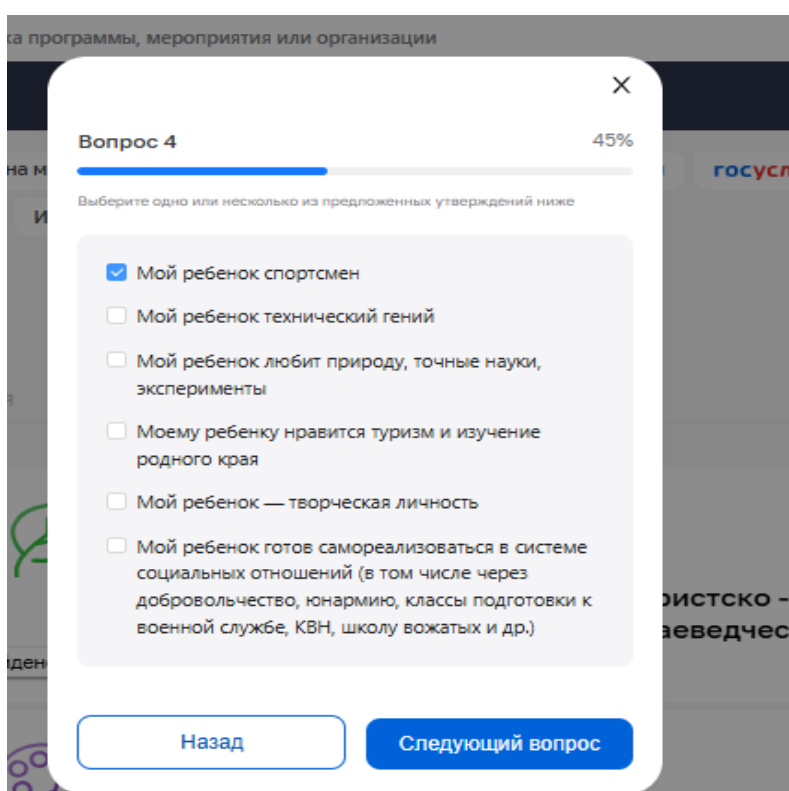 ка программы, мероприятия или организации
Вопрос 4
45%
на м
госусл
Выберите одно или несколько из предложенных утверждений ниже
И
Мой ребенок спортсмен
Мой ребенок технический гений
Мой ребенок любит природу, точные науки,
эксперименты
я
Моему ребенку нравится туризм и изучение
родного края
Мой ребенок — творческая личность
Мой ребенок готов самореализоваться в системе
социальных отношений (в том числе через
добровольчество, юнармию, классы подготовки к
военной службе, КВН, школу вожатых и др.)
ристско -
аеведчес
йден
Назад
Следующий вопрос